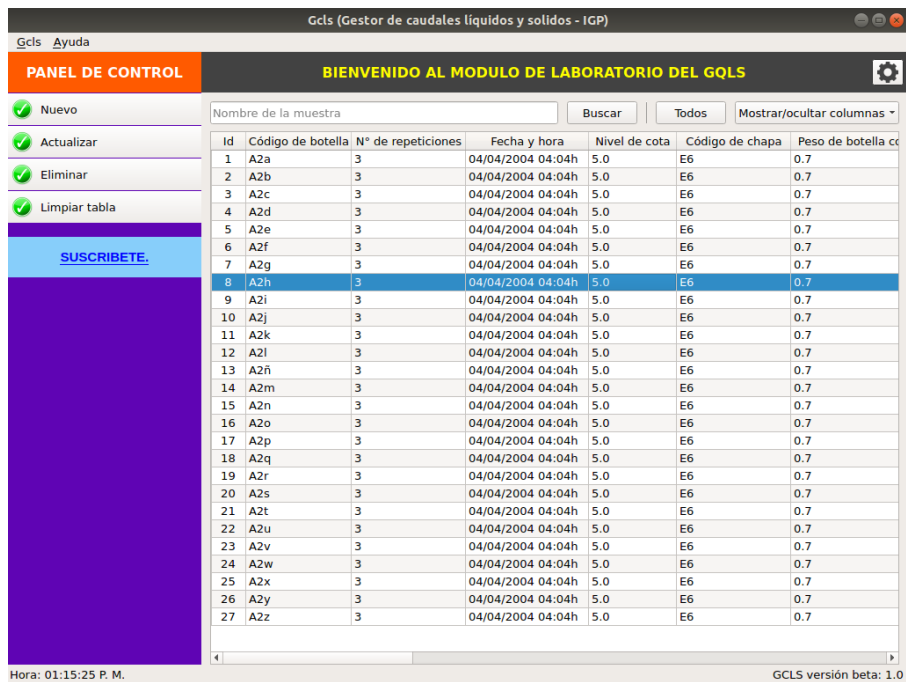 Gcls (Gestor de caudales líquidos y solidos - IGP)
Gcls Ayuda
PANEL DE CONTROL
BIENVENIDO AL MODULO DE LABORATORIO DEL GQLS
Nuevo
Actualizar
Eliminar
Limpiar tabla
SUSCRIBETE.
Nombre de la muestra Buscar Todos Mostrar/ocultar columnas
Id Código de botella N° de repeticiones Fecha y hora Nivel de cota Código de chapa Peso de botella co
1 A2a 3 04/04/2004 04:04h 5.0 E6 0.7
2 A2b 3 04/04/2004 04:04h 5.0 E6 0.7
3 A2c 3 04/04/2004 04:04h 5.0 E6 0.7
4 A2d 3 04/04/2004 04:04h 5.0 E6 0.7
5 A2e 3 04/04/2004 04:04h 5.0 E6 0.7
6 A2f 3 04/04/2004 04:04h 5.0 E6 0.7
7 A2g 3 04/04/2004 04:04h 5.0 E6 0.7
8 A2h 3 04/04/2004 04:04h 5.0 E6 0.7
9 A2i 3 04/04/2004 04:04h 5.0 E6 0.7
10 A2j 3 04/04/2004 04:04h 5.0 E6 0.7
11 A2k 3 04/04/2004 04:04h 5.0 E6 0.7
12 A2l 3 04/04/2004 04:04h 5.0 E6 0.7
13 A2ñ 3 04/04/2004 04:04h 5.0 E6 0.7
14 A2m 3 04/04/2004 04:04h 5.0 E6 0.7
15 A2n 3 04/04/2004 04:04h 5.0 E6 0.7
16 A2o 3 04/04/2004 04:04h 5.0 E6 0.7
17 A2p 3 04/04/2004 04:04h 5.0 E6 0.7
18 A2q 3 04/04/2004 04:04h 5.0 E6 0.7
19 A2r 3 04/04/2004 04:04h 5.0 E6 0.7
20 A2s 3 04/04/2004 04:04h 5.0 E6 0.7
21 A2t 3 04/04/2004 04:04h 5.0 E6 0.7
22 A2u 3 04/04/2004 04:04h 5.0 E6 0.7
23 A2v 3 04/04/2004 04:04h 5.0 E6 0.7
24 A2w 3 04/04/2004 04:04h 5.0 E6 0.7
25 A2x 3 04/04/2004 04:04h 5.0 E6 0.7
26 A2y 3 04/04/2004 04:04h 5.0 E6 0.7
27 A2z 3 04/04/2004 04:04h 5.0 E6 0.7
Hora: 01:15:25 P. M. GCLS versión beta: 1.0